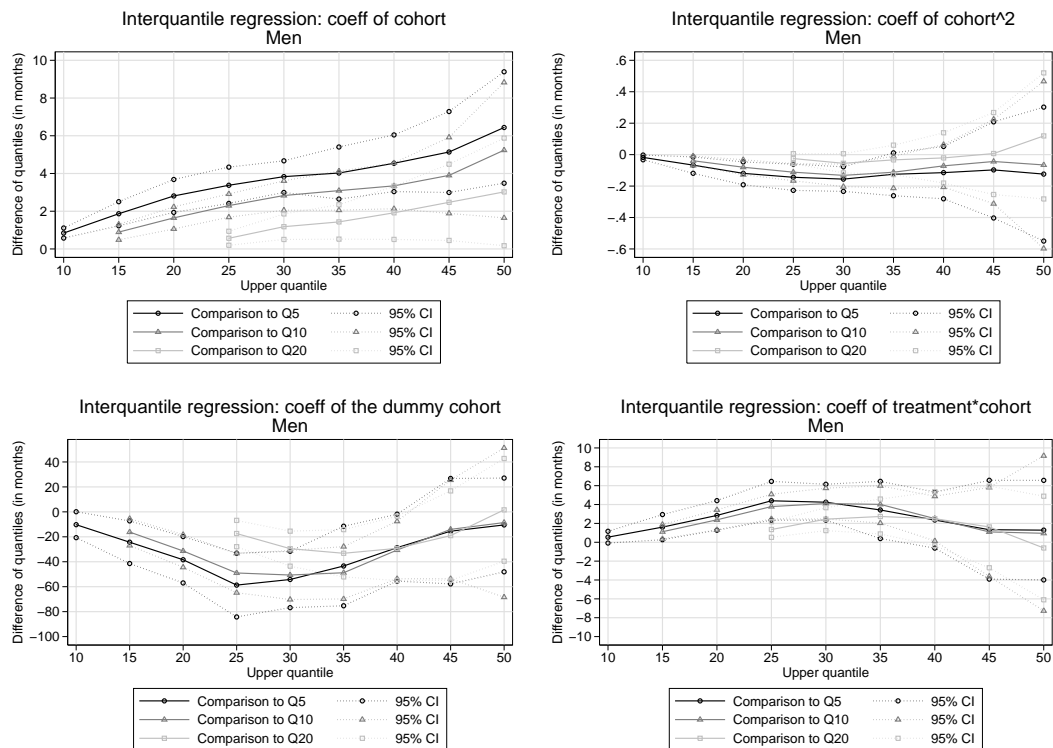 Interquantile regression: coeff of cohort
Men
Difference of quantiles (in months)
10
8
6
4
2
0
10 15 20 25 30 35 40 45 50
Upper quantile
Comparison to Q5 95% CI
Comparison to Q10 95% CI
Comparison to Q20 95% CI
Interquantile regression: coeff of cohort^2
Men
Difference of quantiles (in months)
.6
.4
.2
0
−.2
−.4
−.6
10 15 20 25 30 35 40 45 50
Upper quantile
Comparison to Q5 95% CI
Comparison to Q10 95% CI
Comparison to Q20 95% CI
Interquantile regression: coeff of the dummy cohort
Men
Difference of quantiles (in months)
40
20
0
−20
−40
−60
−80
−100
10 15 20 25 30 35 40 45 50
Upper quantile
Comparison to Q5 95% CI
Comparison to Q10 95% CI
Comparison to Q20 95% CI
Interquantile regression: coeff of treatment*cohort
Men
Difference of quantiles (in months)
10
8
6
4
2
0
−2
−4
−6
−8
−10
10 15 20 25 30 35 40 45 50
Upper quantile
Comparison to Q5 95% CI
Comparison to Q10 95% CI
Comparison to Q20 95% CI